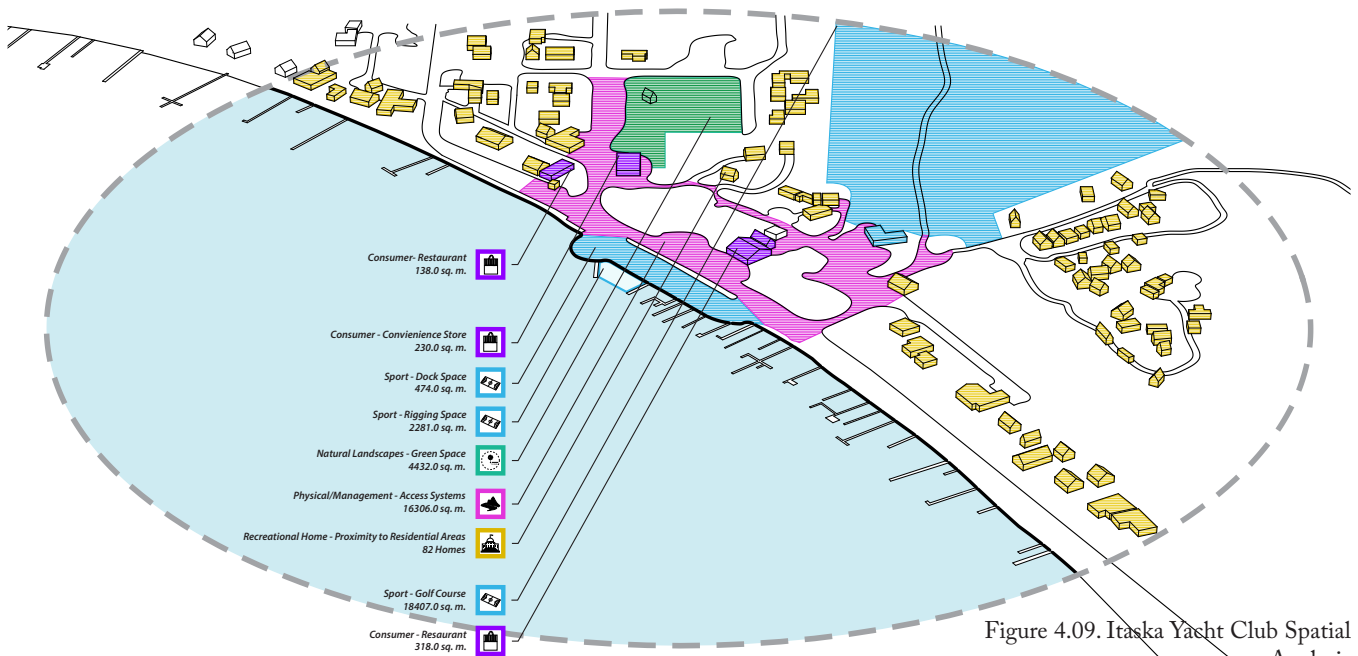 Consumer- Restaurant
138.0 sq. m.
Consumer - Convienience Store
230.0 sq. m.
Sport - Dock Space
474.0 sq. m.
Sport - Rigging Space
2281.0 sq. m.
Natural Landscapes - Green Space
4432.0 sq. m.
Physical/Management - Access Systems
16306.0 sq. m.
Recreational Home - Proximity to Residential Areas
82 Homes
Sport - Golf Course
18407.0 sq. m.
Consumer - Resaurant
318.0 sq. m.
Figure 4.09. Itaska Yacht Club Spatial